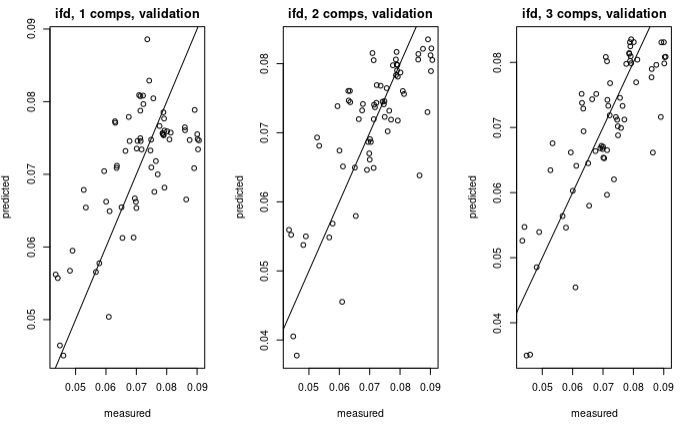 ifd, 1 comps, validation
predicted
0.09
0.08
0.07
0.06
0.05
0.05 0.06 0.07 0.08 0.09
measured
ifd, 2 comps, validation
predicted
0.08
0.07
0.06
0.05
0.04
0.05 0.06 0.07 0.08 0.09
measured
ifd, 3 comps, validation
predicted
0.08
0.07
0.06
0.05
0.04
0.05 0.06 0.07 0.08 0.09
measured